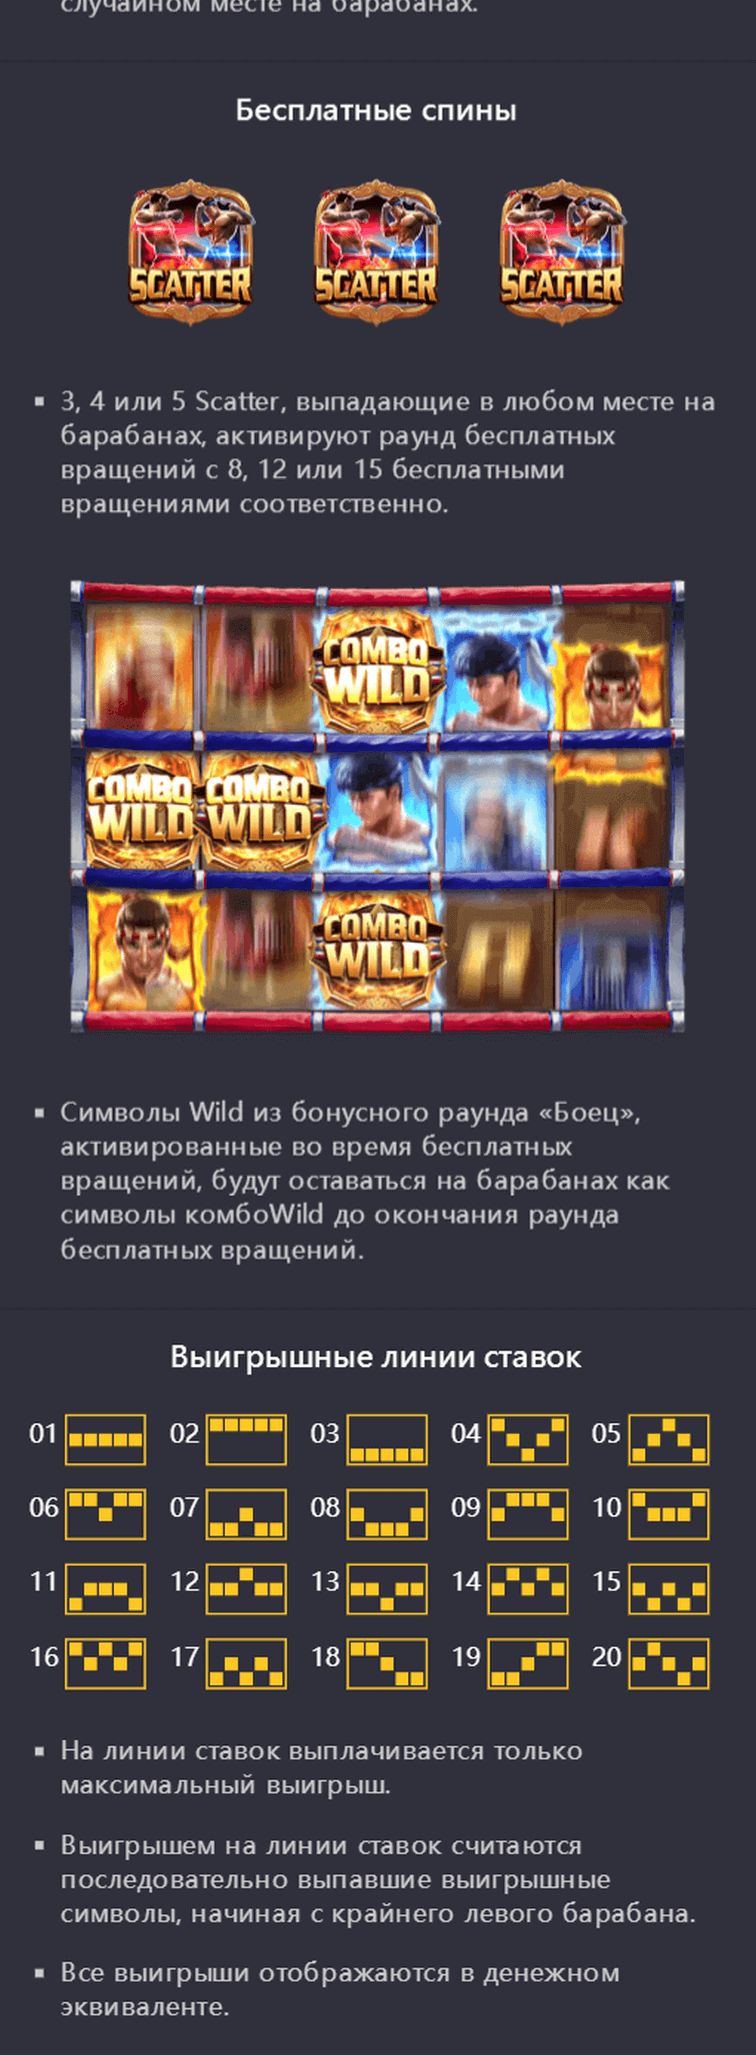 случайном месте на барабанах.
Бесплатные спины
SCATTER SCATTER SCATTER
3, 4 или 5 Scatter, выпадающие в любом месте на
барабанах, активируют раунд бесплатных
вращений с 8, 12 или 15 бесплатными
вращениями соответственно.
COMBO
WILD
COMBO COMBO
WILD WILD
COMBO
WILD
Символы Wild из бонусного раунда «Боец»,
активированные во время бесплатных
вращений, будут оставаться на барабанах как
символы комбоWild до окончания раунда
бесплатных вращений.
Выигрышные линии ставок
01 02 03 04 05
06 07 08 09 10
11 12 13 14 15
16 17 18 19 20
На линии ставок выплачивается только
максимальный выигрыш.
Выигрышем на линии ставок считаются
последовательно выпавшие выигрышные
символы, начиная с крайнего левого барабана.
Все выигрыши отображаются в денежном
эквиваленте.